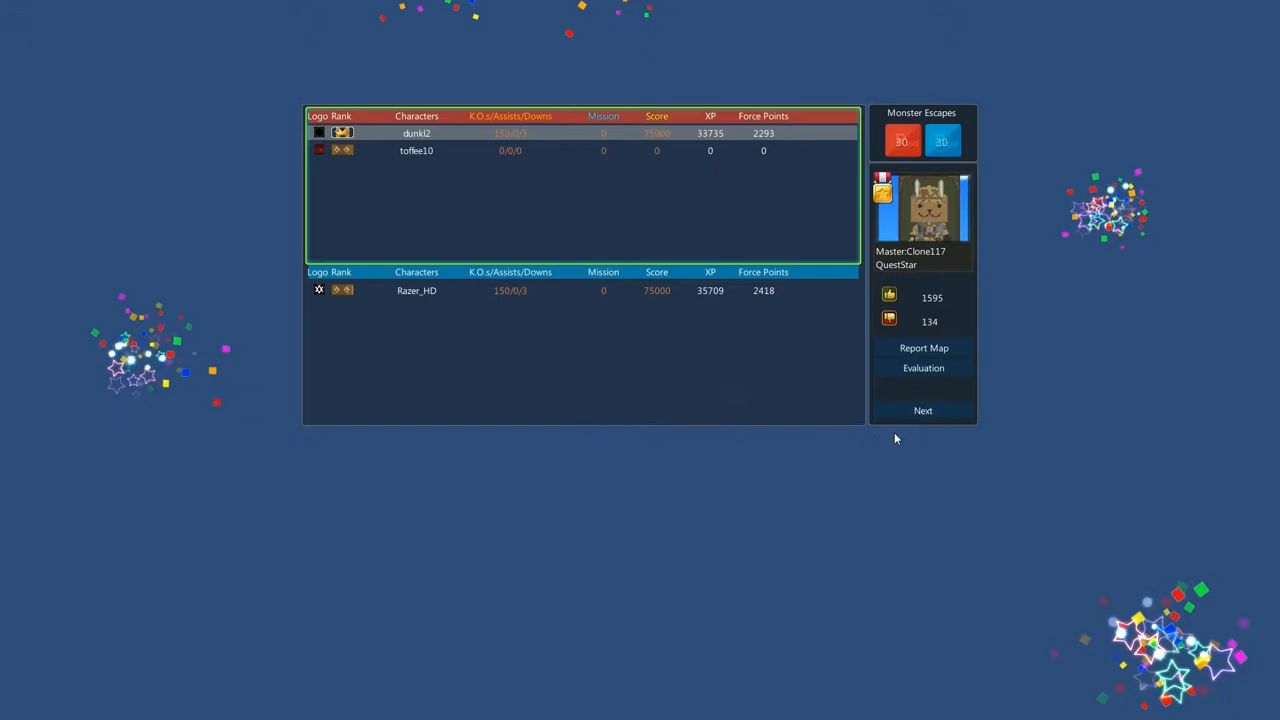 Logo Rank Characters K.O.s/Assists/Downs Mission Score XP Force Points
dunkl2 150/0/3 0 75000 33735 2293
toffee10 0/0/0 0 0 0 0
Logo Rank Characters K.O.s/Assists/Downs Mission Score XP Force Points
Razer_HD 150/0/3 0 75000 35709 2418
Monster Escapes
30 30
Master:Clone117
QuestStar
1595
134
Report Map
Evaluation
Next